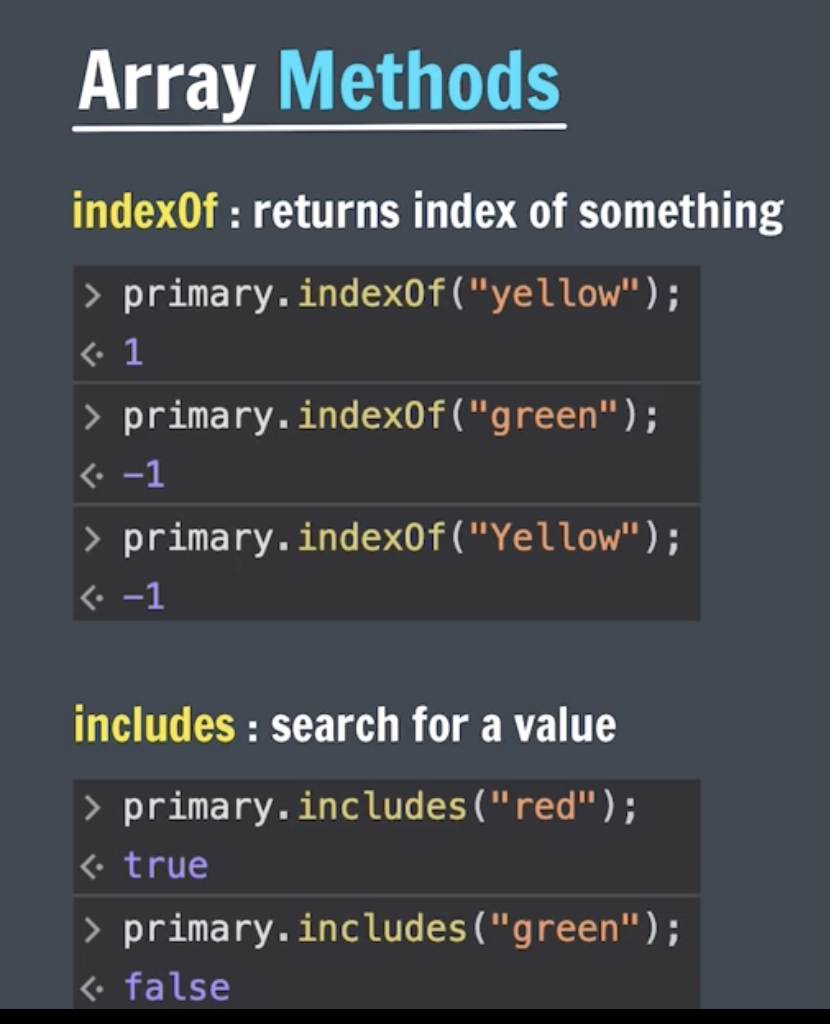 Array Methods
indexOf : returns index of something
> primary.indexOf("yellow");
<· 1
> primary.indexOf("green");
<· -1
> primary.indexOf("Yellow");
<· -1
includes : search for a value
> primary.includes("red");
<· true
> primary.includes("green");
<· false